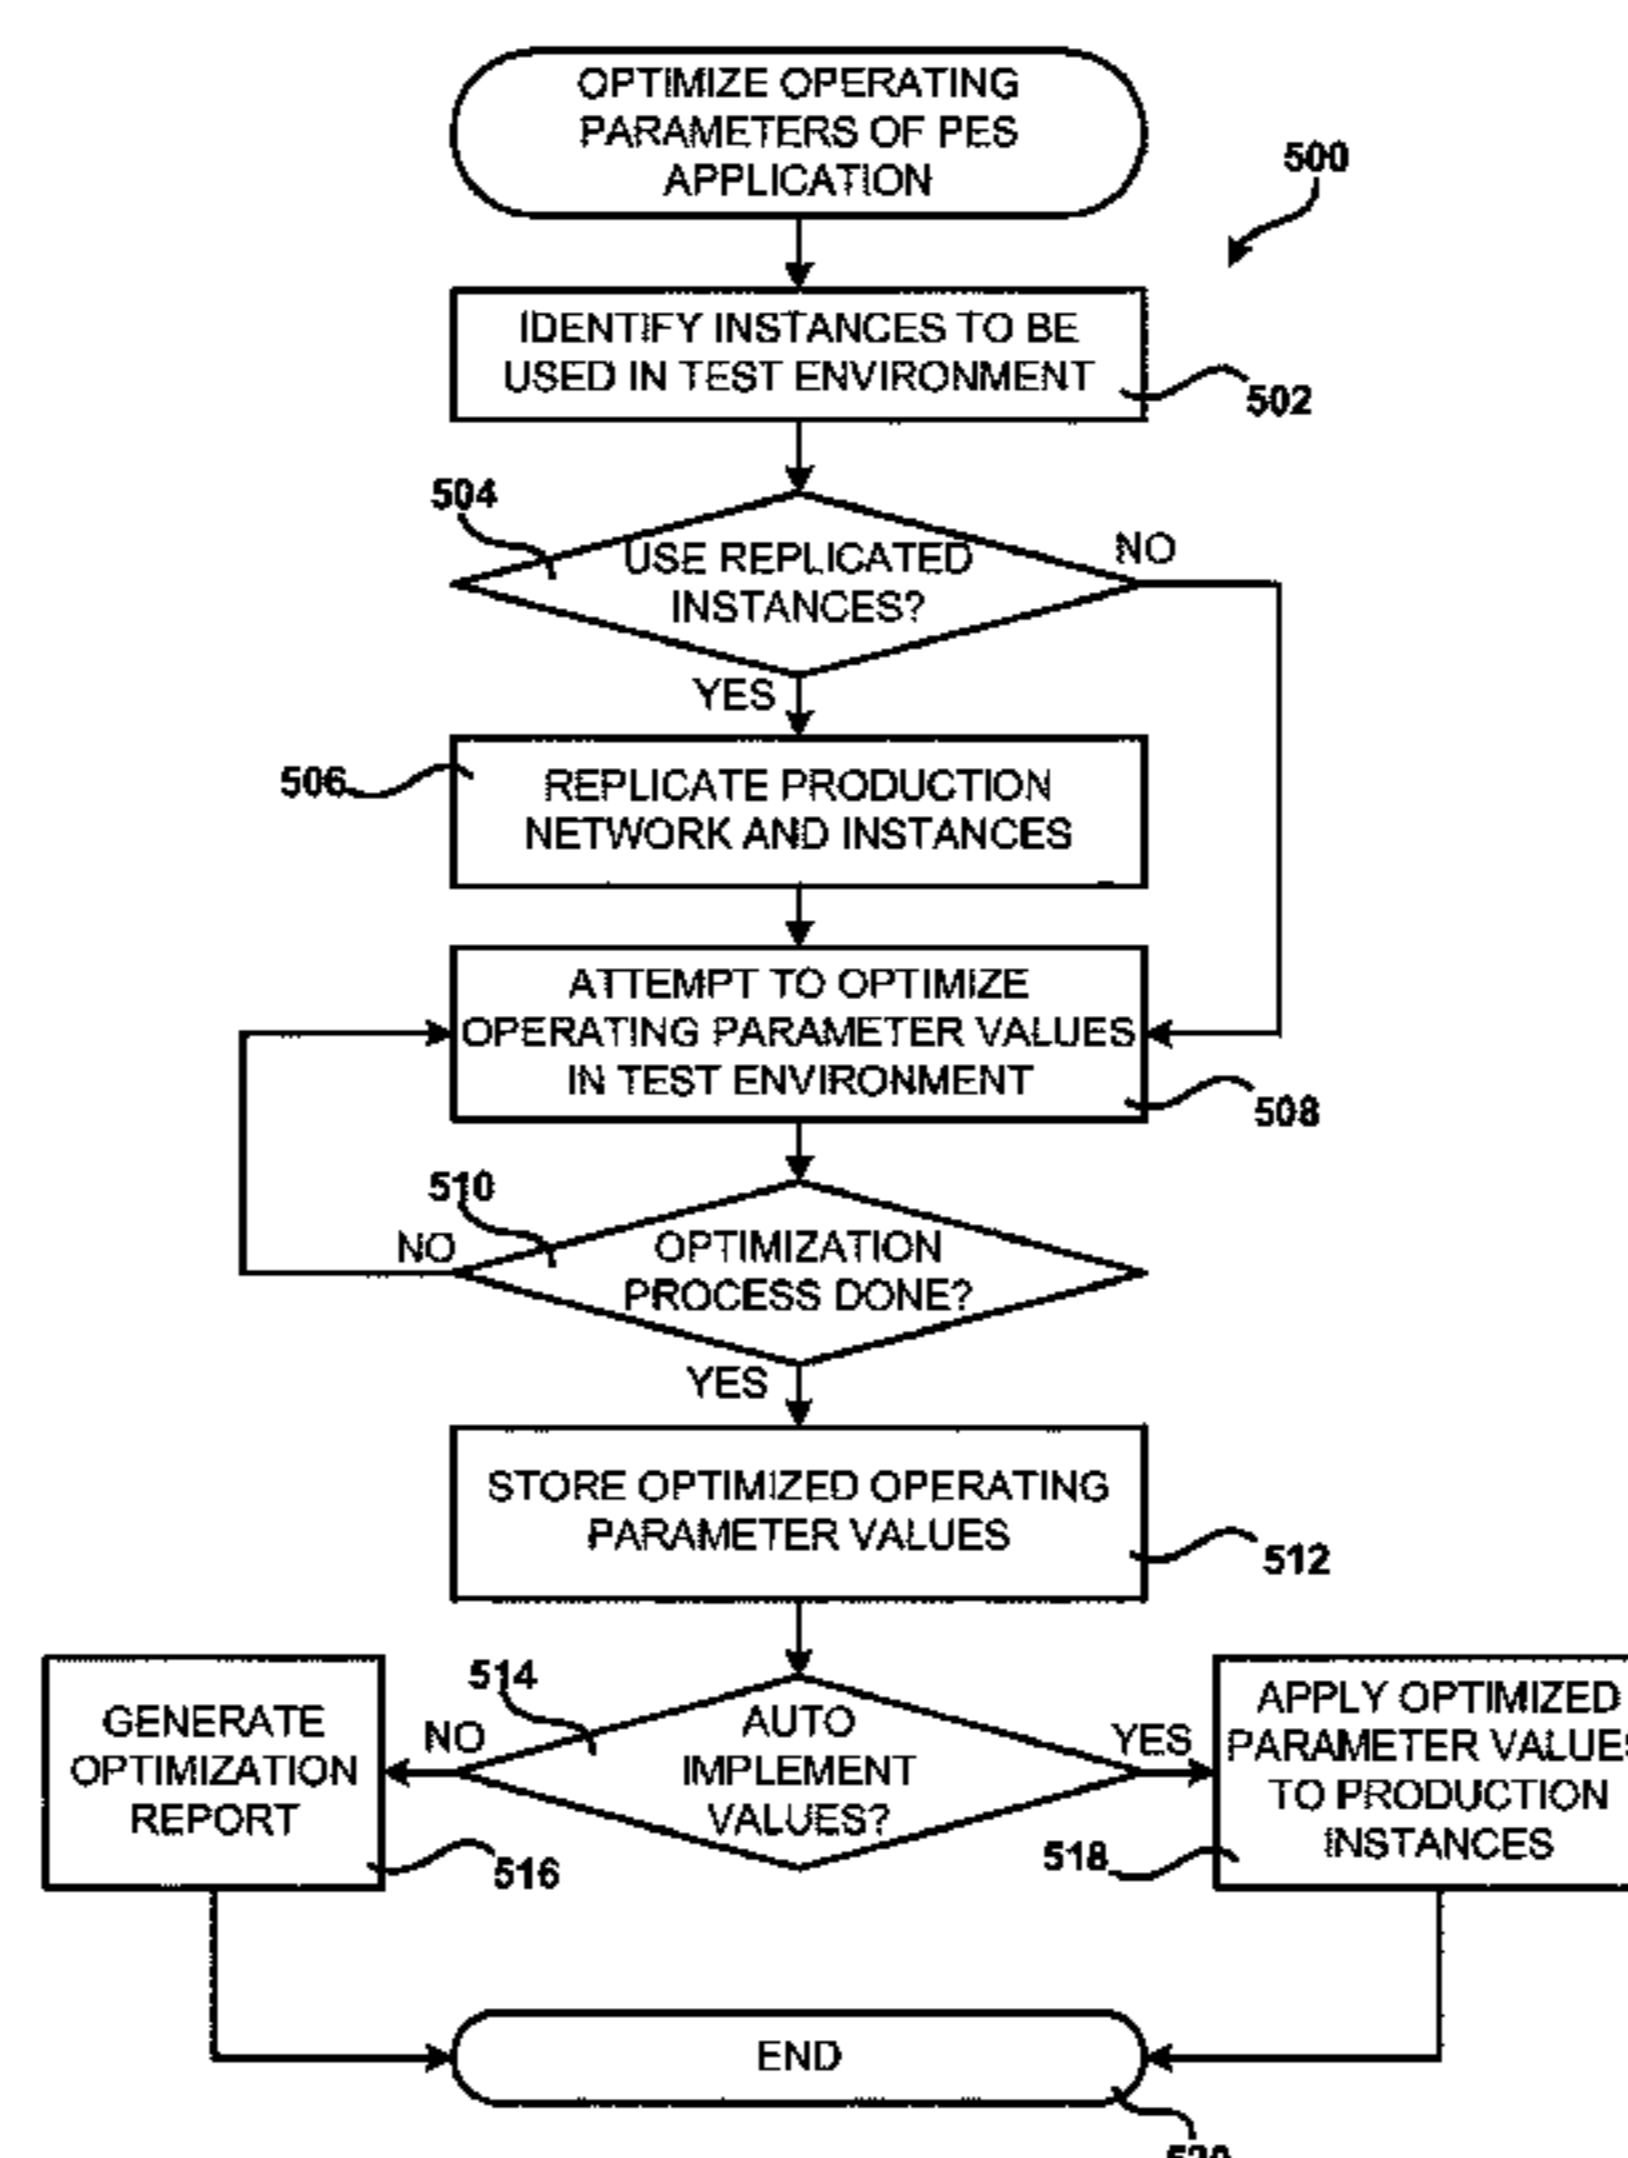 OPTIMIZE OPERATING
PARAMETERS OF PES
APPLICATION
500
IDENTIFY INSTANCES TO BE
USED IN TEST ENVIRONMENT
502
504
USE REPLICATED
INSTANCES?
NO
YES
506
REPLICATE PRODUCTION
NETWORK AND INSTANCES
ATTEMPT TO OPTIMIZE
OPERATING PARAMETER VALUES
IN TEST ENVIRONMENT
508
510
NO
OPTIMIZATION
PROCESS DONE?
YES
STORE OPTIMIZED OPERATING
PARAMETER VALUES
512
GENERATE
OPTIMIZATION
REPORT
516
514
NO
AUTO
IMPLEMENT
VALUES?
YES
APPLY OPTIMIZED
PARAMETER VALUES
TO PRODUCTION
INSTANCES
518
END